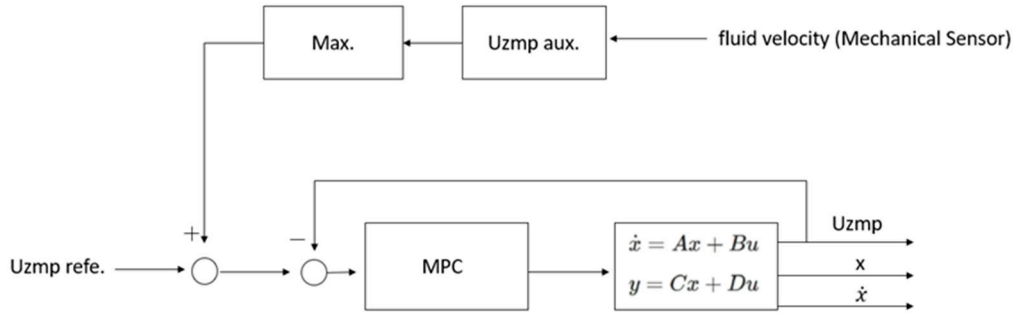 Max.
Uzmp aux.
fluid velocity (Mechanical Sensor)
+
−
Uzmp refe.
MPC
ẋ = Ax + Bu
y = Cx + Du
Uzmp
x
ẋ